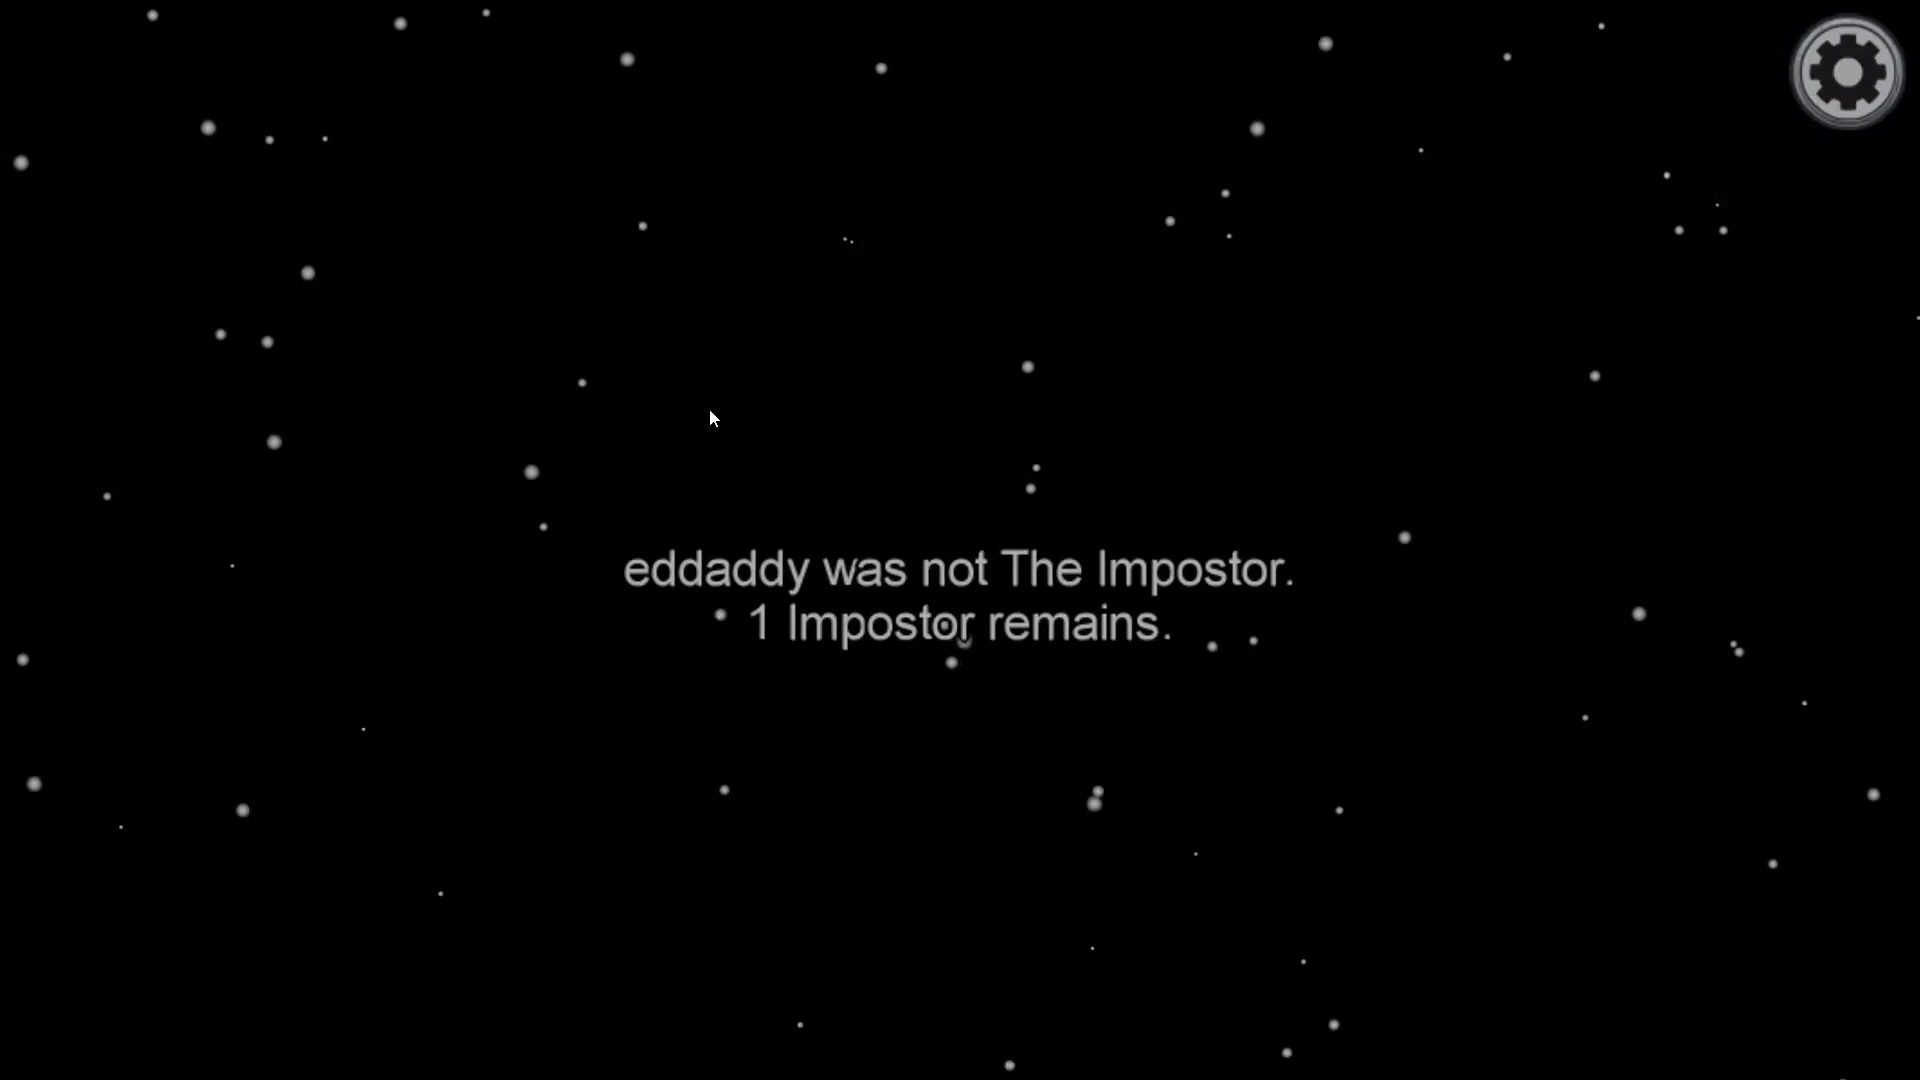 eddaddy was not The Impostor.
1 Impostor remains.